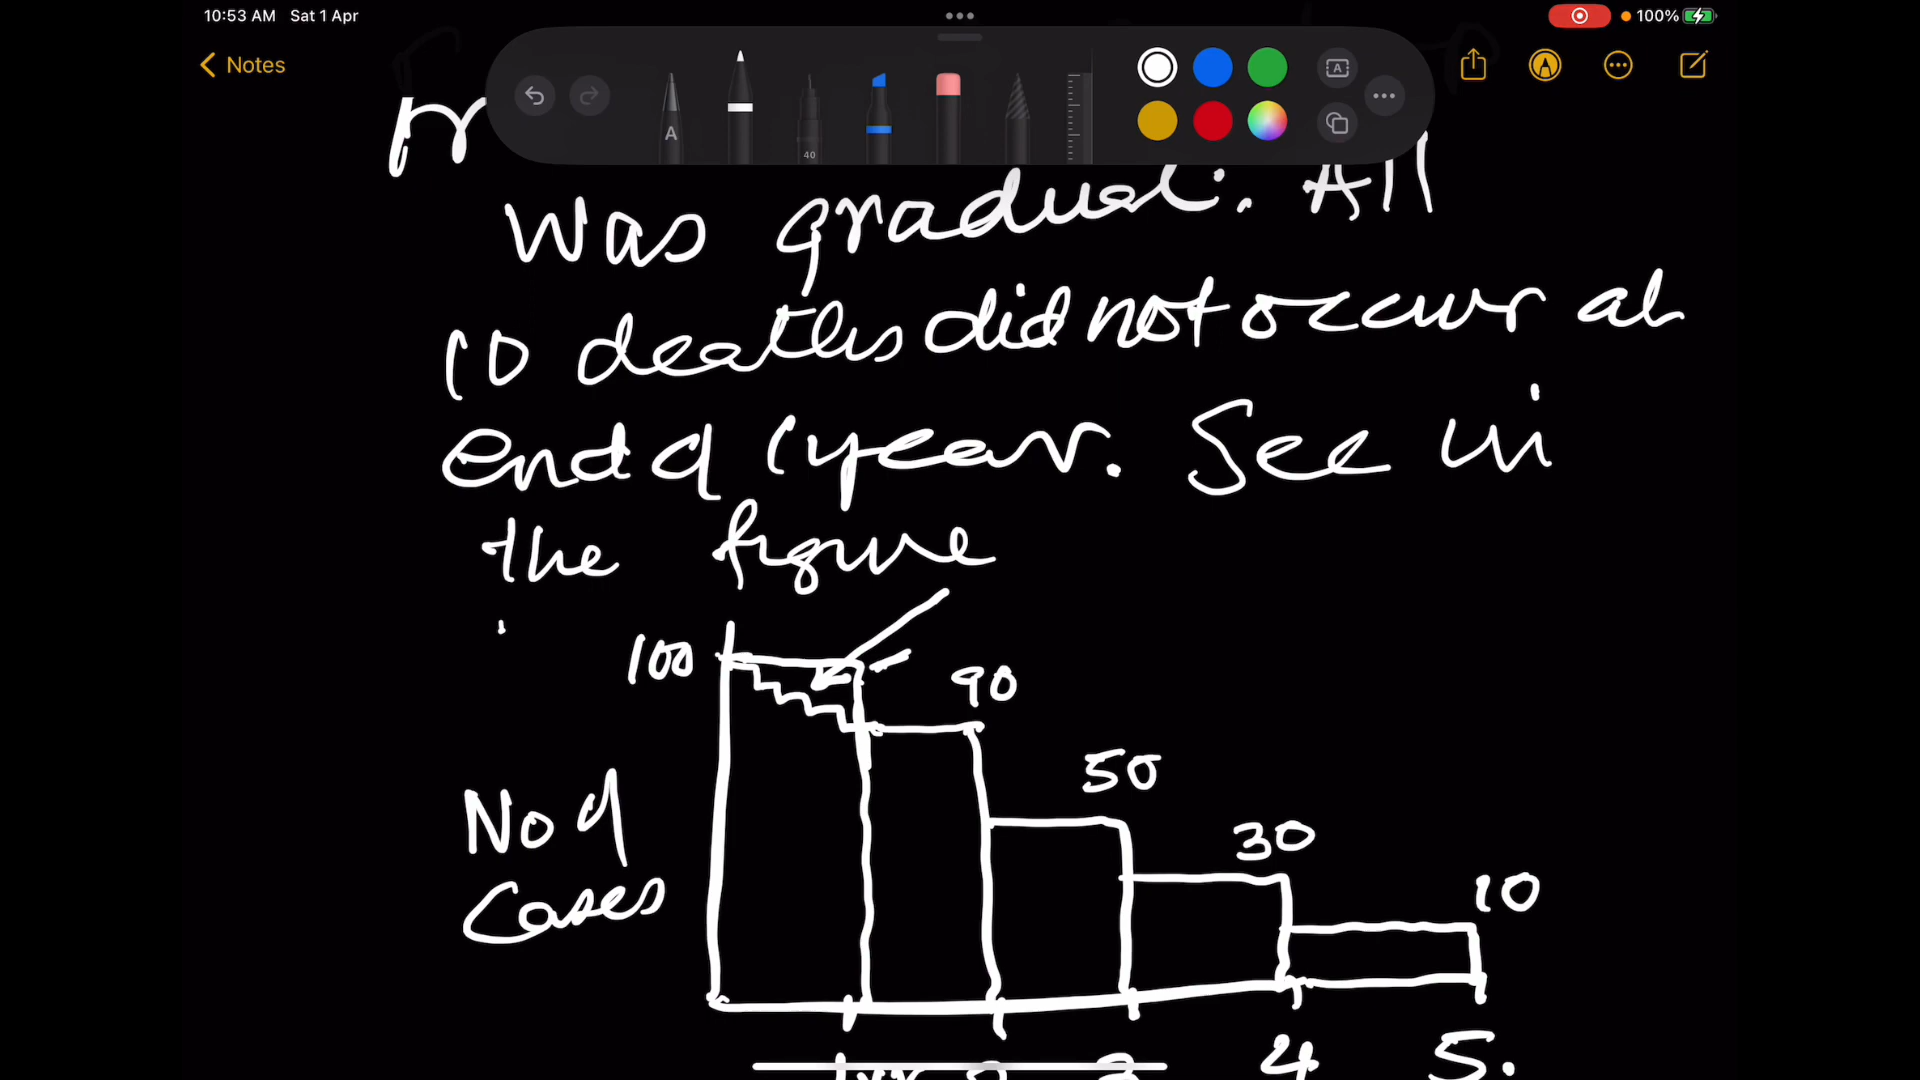 10:53 AM Sat 1 Apr
100%
Notes
A
40
A
was gradual. All
10 deaths did not occur at
end of 1 year. See in
the figure
100
90
50
No of
Cases
30
10
4 5.